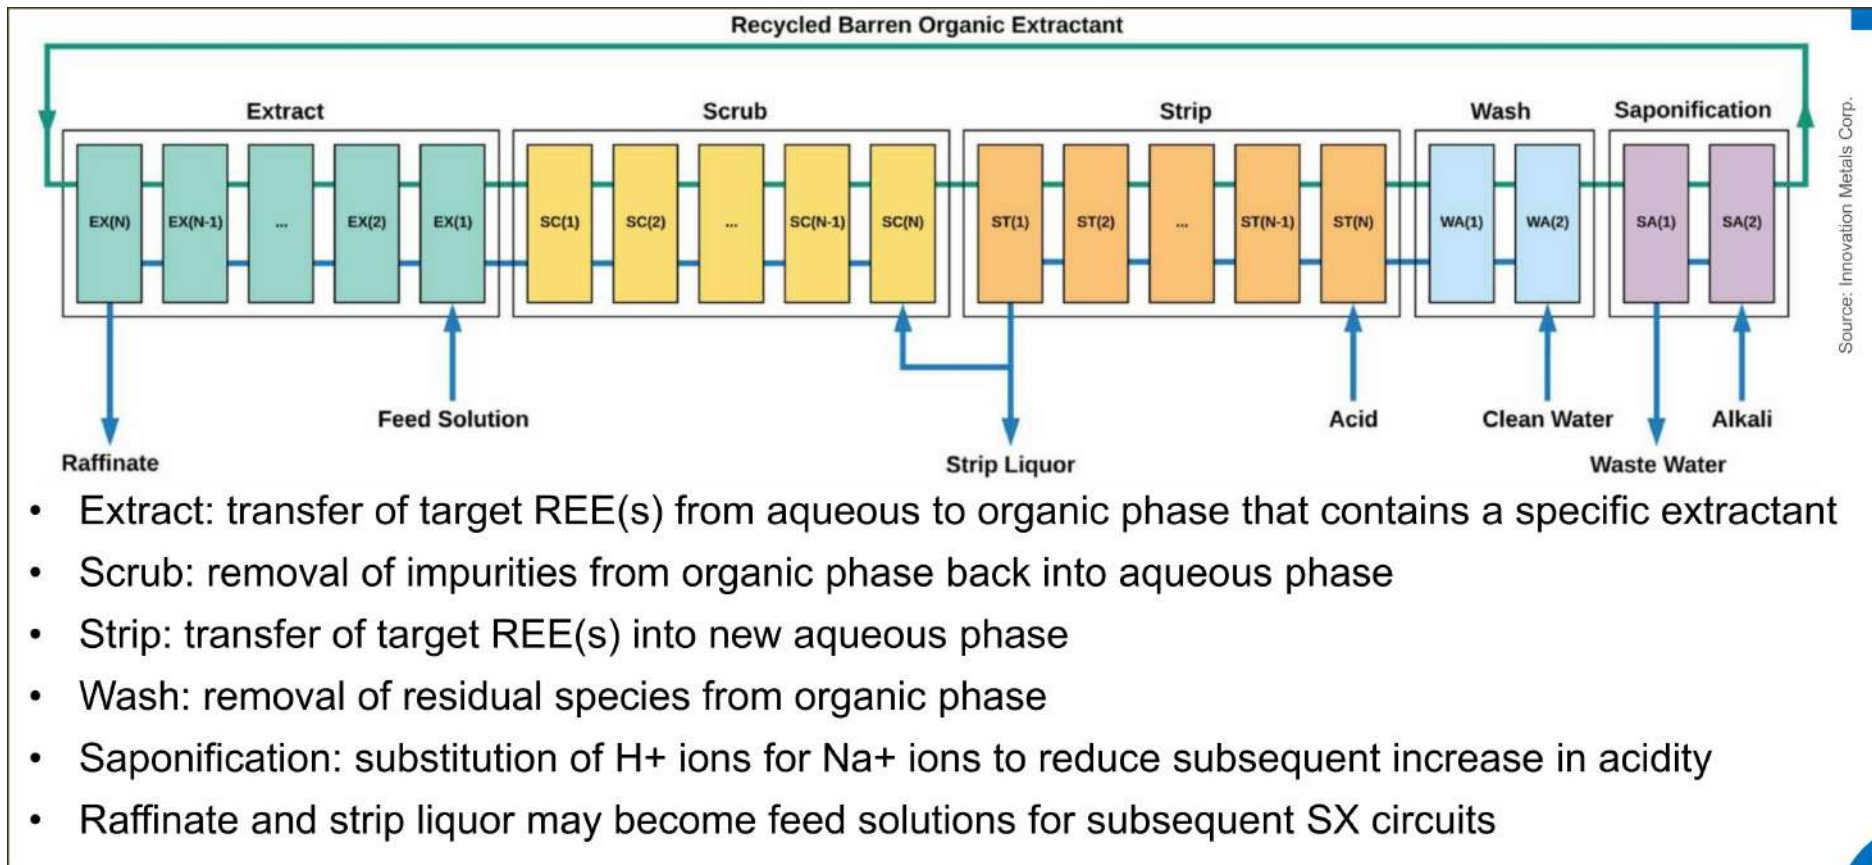 Recycled Barren Organic Extractant
Extract
Scrub
Strip
Wash
Saponification
EX(N)
EX(N-1)
...
EX(2)
EX(1)
SC(1)
SC(2)
...
SC(N-1)
SC(N)
ST(1)
ST(2)
...
ST(N-1)
ST(N)
WA(1)
WA(2)
SA(1)
SA(2)
Feed Solution
Acid
Clean Water
Alkali
Raffinate
Strip Liquor
Waste Water
Source: Innovation Metals Corp.
• Extract: transfer of target REE(s) from aqueous to organic phase that contains a specific extractant
• Scrub: removal of impurities from organic phase back into aqueous phase
• Strip: transfer of target REE(s) into new aqueous phase
• Wash: removal of residual species from organic phase
• Saponification: substitution of H+ ions for Na+ ions to reduce subsequent increase in acidity
• Raffinate and strip liquor may become feed solutions for subsequent SX circuits